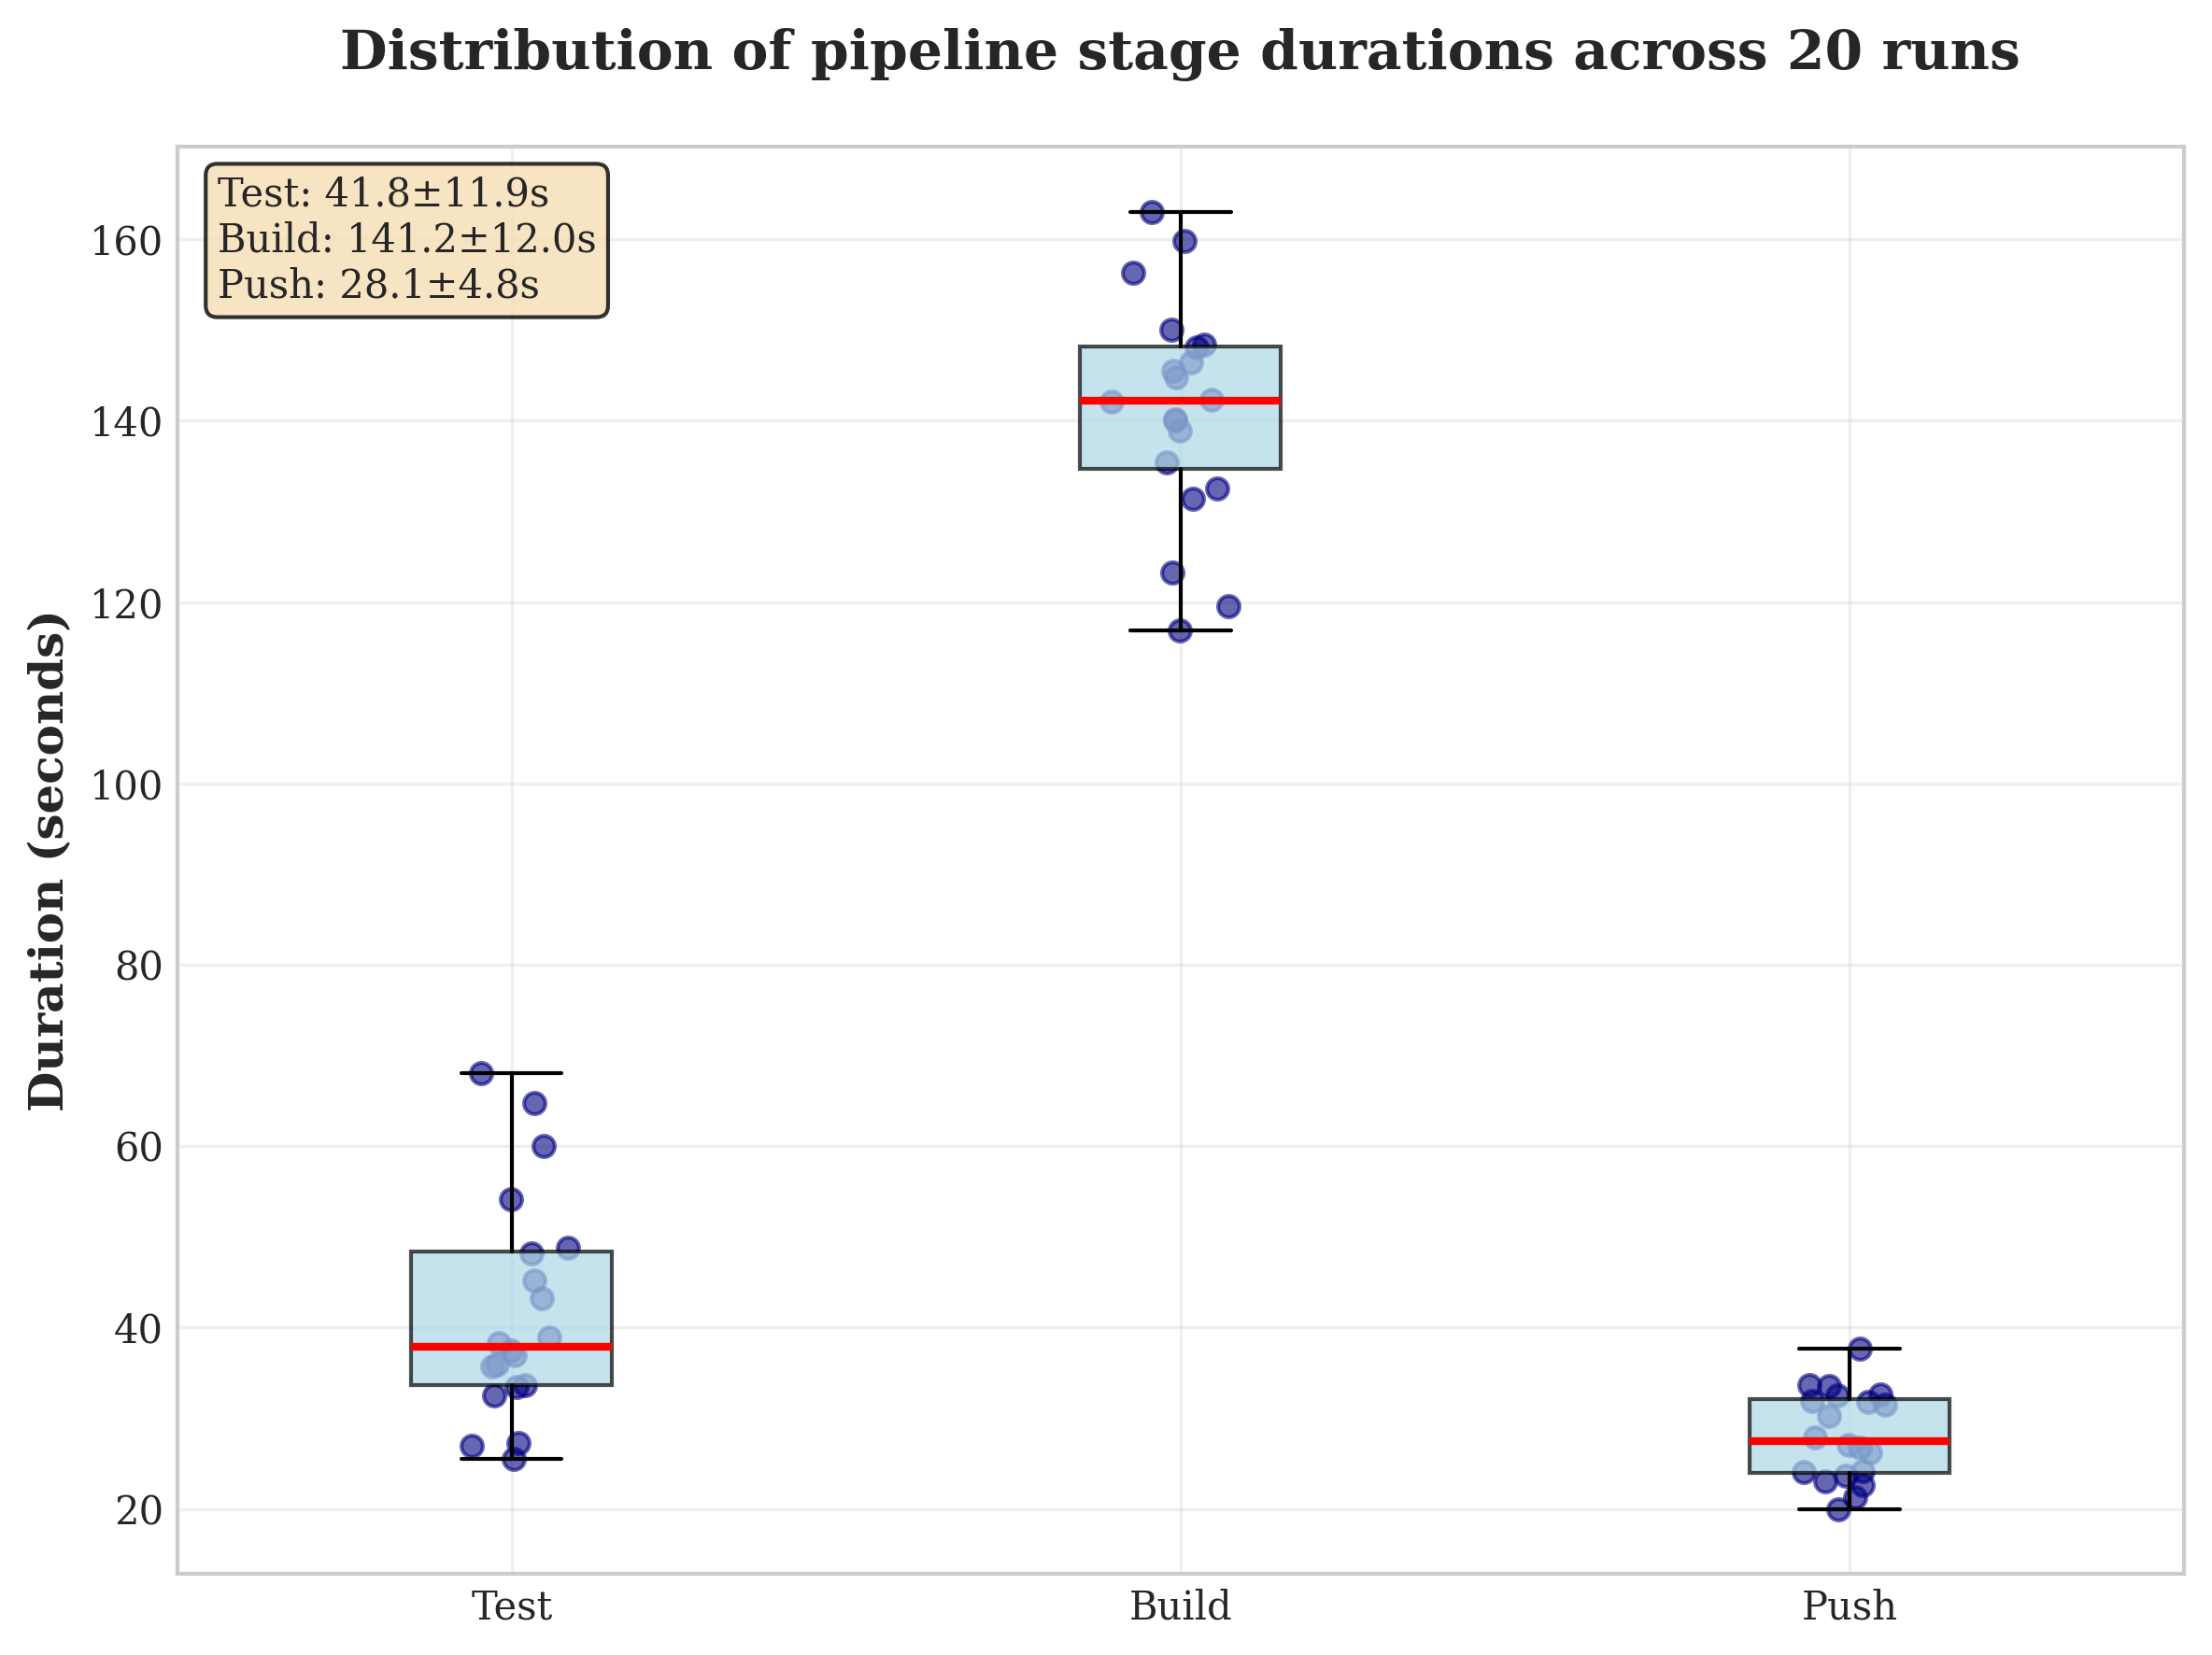 Distribution of pipeline stage durations across 20 runs
Test: 41.8±11.9s
Build: 141.2±12.0s
Push: 28.1±4.8s
Duration (seconds)
160
140
120
100
80
60
40
20
Test
Build
Push